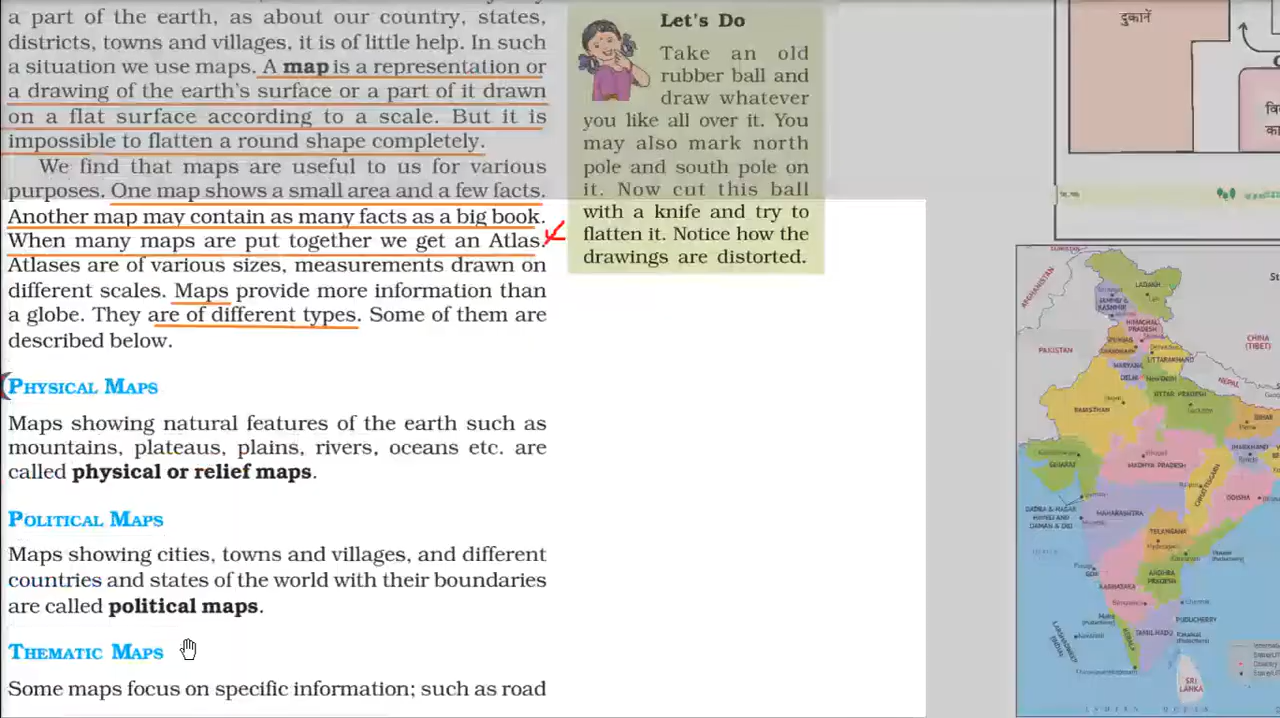 a part of the earth, as about our country, states,
districts, towns and villages, it is of little help. In such
a situation we use maps. A map is a representation or
a drawing of the earth's surface or a part of it drawn
on a flat surface according to a scale. But it is
impossible to flatten a round shape completely.
We find that maps are useful to us for various
purposes. One map shows a small area and a few facts.
Another map may contain as many facts as a big book.
When many maps are put together we get an Atlas.
Atlases are of various sizes, measurements drawn on
different scales. Maps provide more information than
a globe. They are of different types. Some of them are
described below.
PHYSICAL MAPS
Maps showing natural features of the earth such as
mountains, plateaus, plains, rivers, oceans etc. are
called physical or relief maps.
POLITICAL MAPS
Maps showing cities, towns and villages, and different
countries and states of the world with their boundaries
are called political maps.
THEMATIC MAPS
Some maps focus on specific information; such as road
Let's Do
Take an old
rubber ball and
draw whatever
you like all over it. You
may also mark north
pole and south pole on
it. Now cut this ball
with a knife and try to
flatten it. Notice how the
drawings are distorted.
दुकानें
AFGHANISTAN
PAKISTAN
CHINA
(TIBET)
NEPAL
LADAKH
JAMMU &
KASHMIR
HIMACHAL
PRADESH
UTTARAKHAND
DELHI
UTTAR PRADESH
RAJASTHAN
BIHAR
JHARKHAND
GUJARAT
MADHYA PRADESH
CHHATTISGARH
ODISHA
MAHARASHTRA
TELANGANA
ANDHRA
PRADESH
KARNATAKA
PUDUCHERRY
TAMIL NADU
KERALA
SRI
LANKA